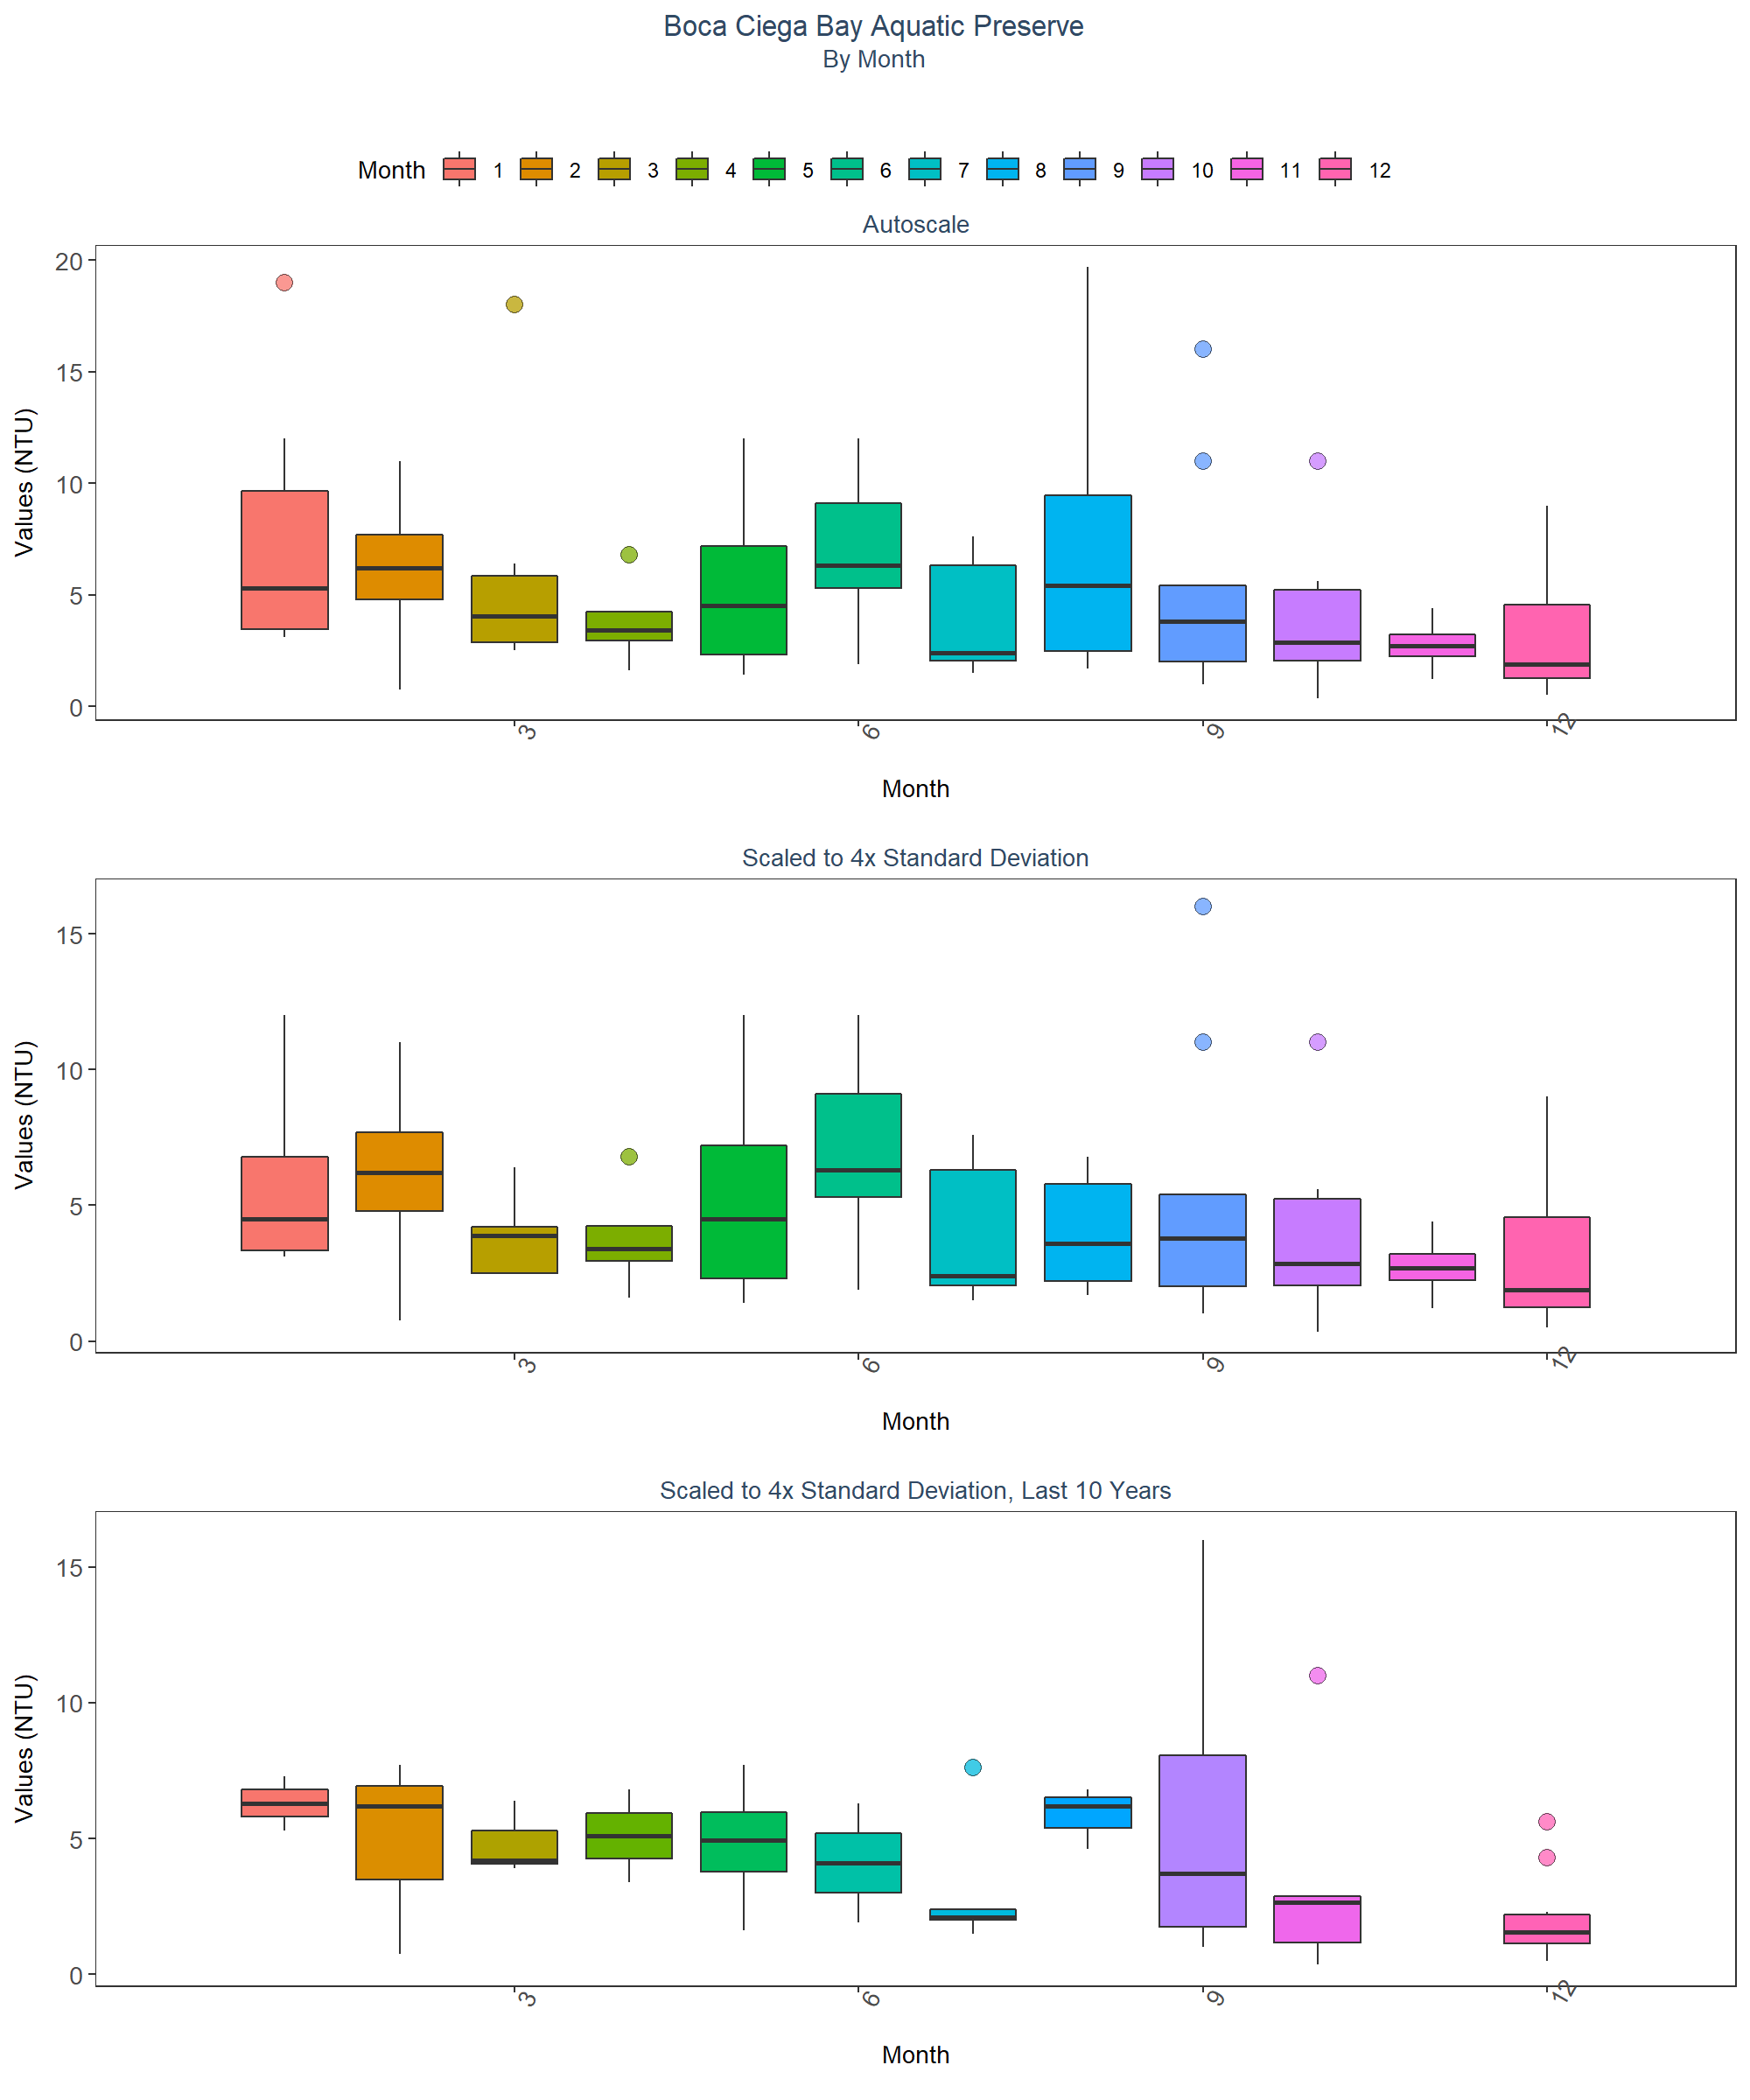 Boca Ciega Bay Aquatic Preserve
By Month
Month 1 2 3 4 5 6 7 8 9 10 11 12
Autoscale
Values (NTU)
20
15
10
5
0
3 6 9 12
Month
Scaled to 4x Standard Deviation
Values (NTU)
15
10
5
0
3 6 9 12
Month
Scaled to 4x Standard Deviation, Last 10 Years
Values (NTU)
15
10
5
0
3 6 9 12
Month